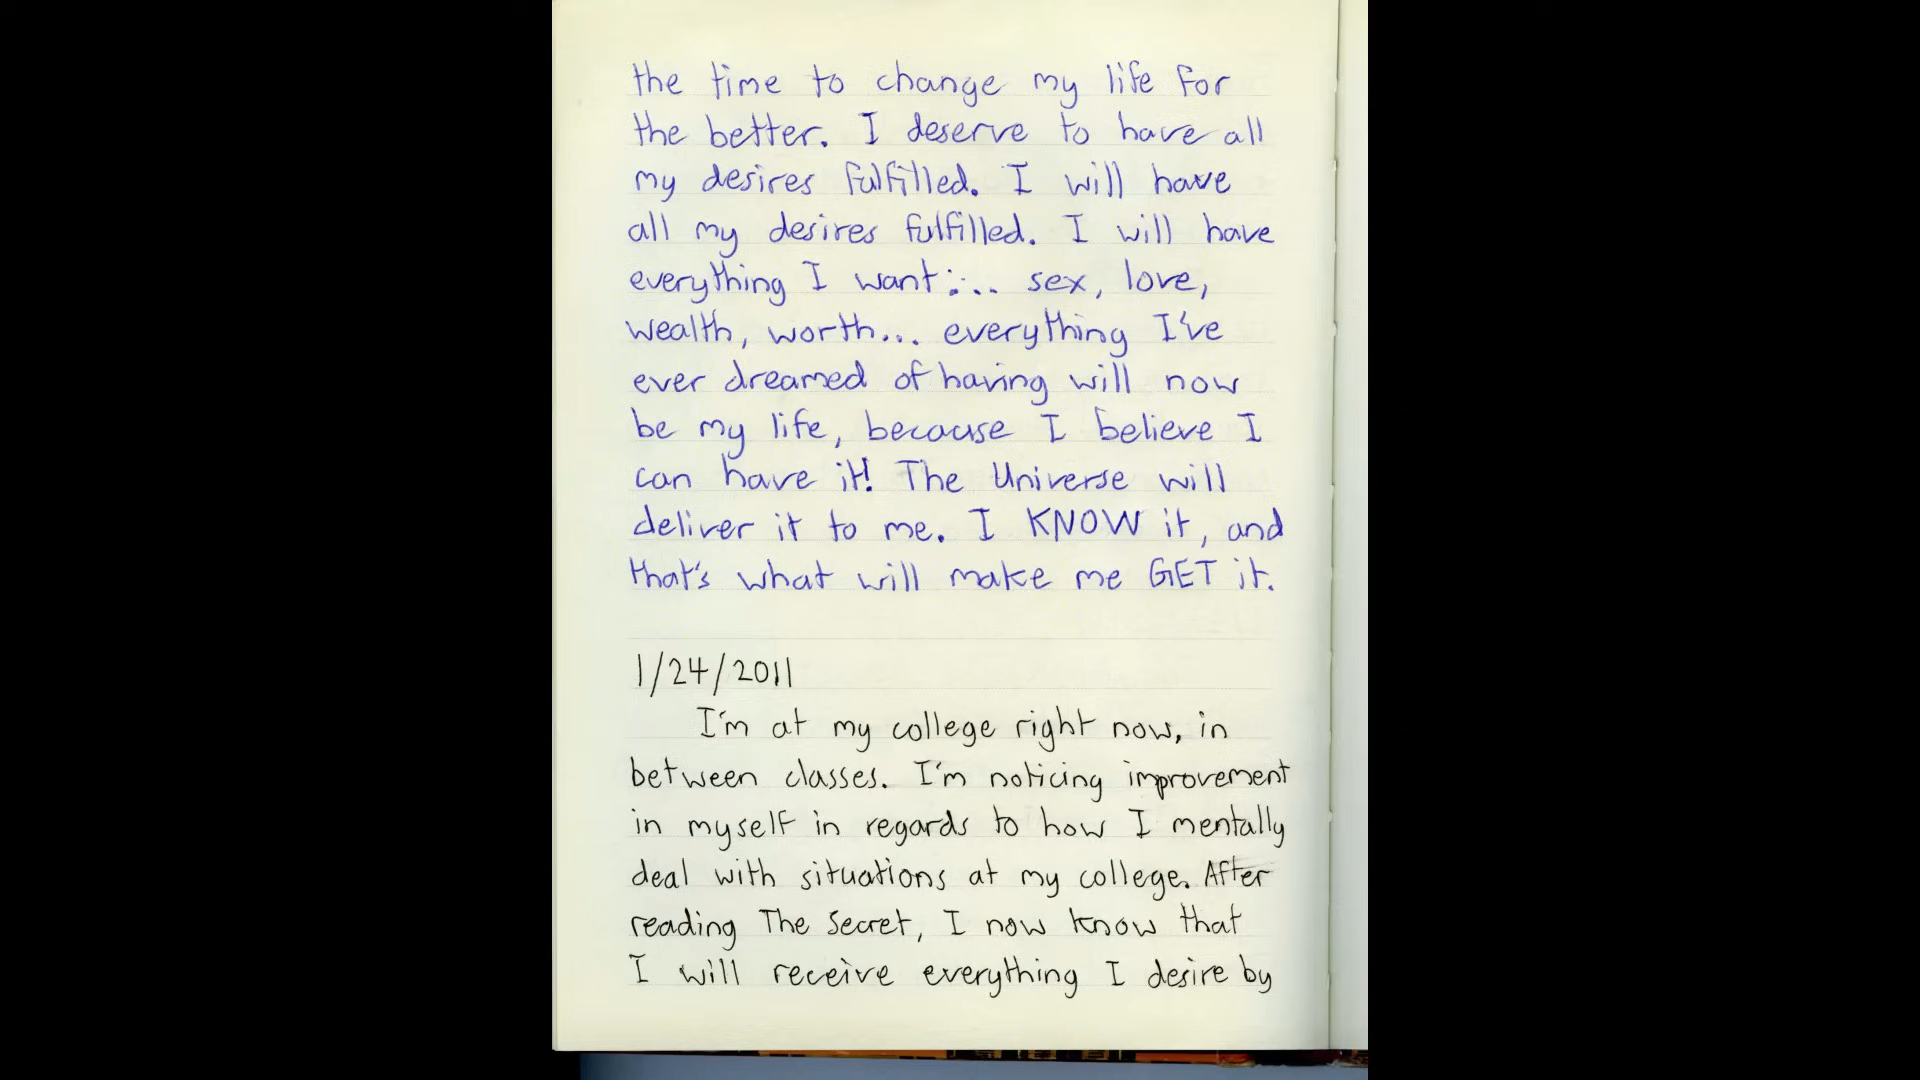 the time to change my life for
the better. I deserve to have all
my desires fulfilled. I will have
all my desires fulfilled. I will have
everything I want:... sex, love,
wealth, worth... everything I've
ever dreamed of having will now
be my life, because I believe I
can have it! The Universe will
deliver it to me. I KNOW it, and
that's what will make me GET it.
1/24/2011
I'm at my college right now, in
between classes. I'm noticing improvement
in myself in regards to how I mentally
deal with situations at my college. After
reading The Secret, I now know that
I will receive everything I desire by